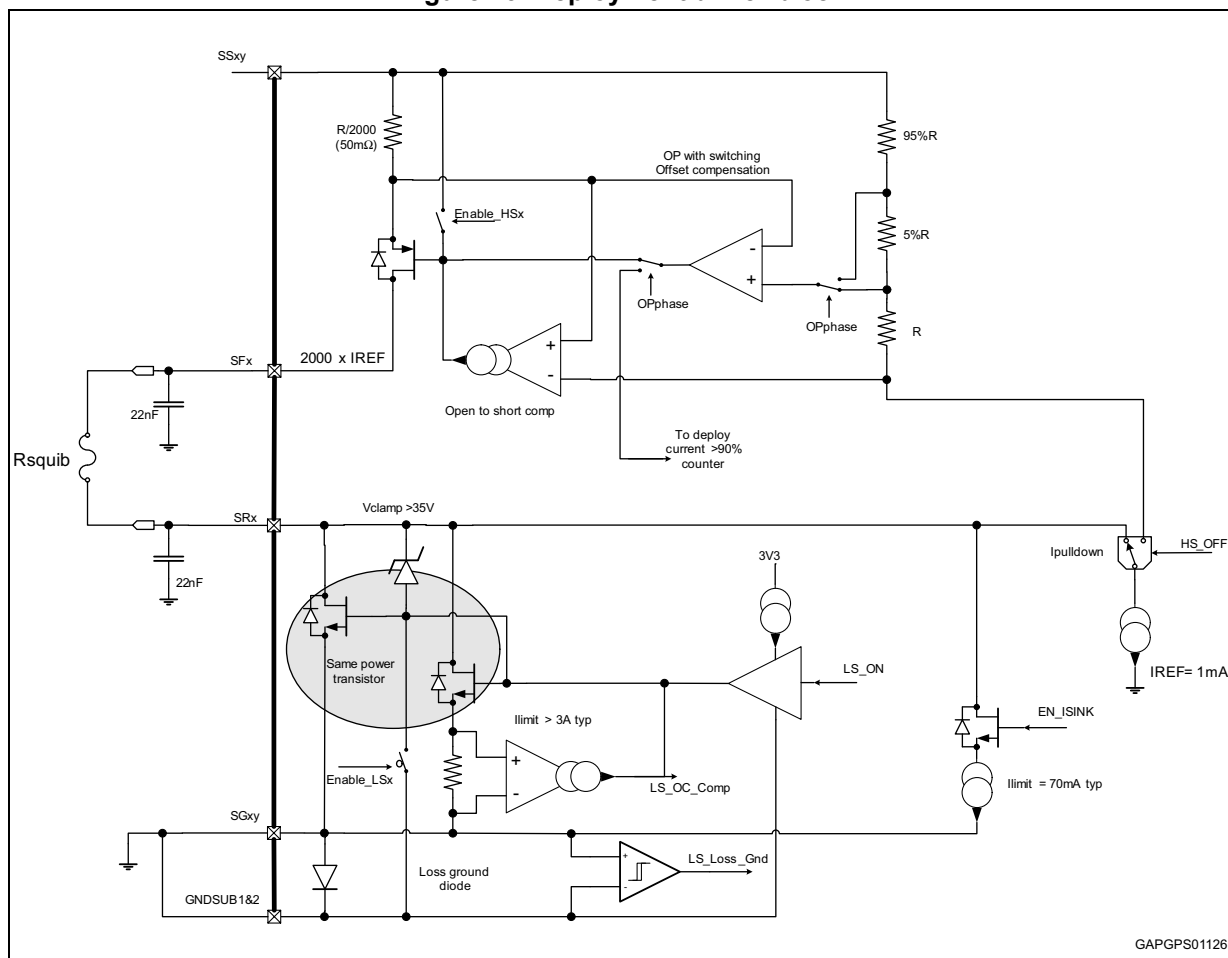 SSxy
R/2000
(50mΩ)
95%R
OP with switching
Offset compensation
Enable_HSx
5%R
-
+
OPphase
OPphase
R
SFx
2000 x IREF
+
-
Open to short comp
22nF
To deploy
current >90%
counter
Rsquib
SRx
Vclamp >35V
Ipulldown
HS_OFF
3V3
22nF
Same power
transistor
LS_ON
IREF= 1mA
Ilimit > 3A typ
EN_ISINK
+
-
Enable_LSx
LS_OC_Comp
Ilimit = 70mA typ
SGxy
+
-
LS_Loss_Gnd
Loss ground
diode
GNDSUB1&2
GAPGPS01126